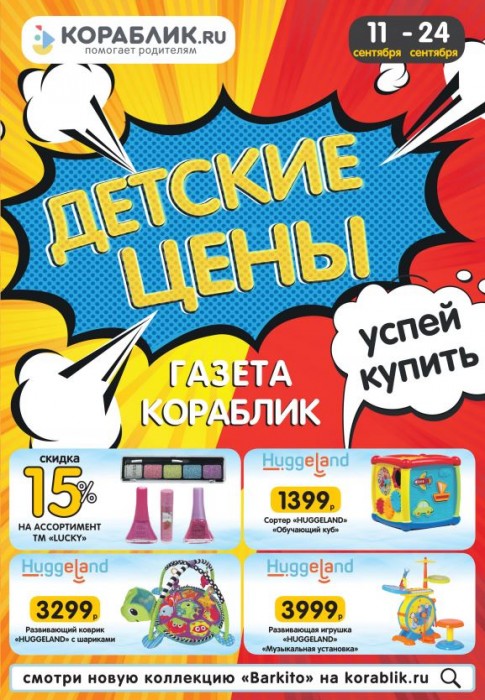 КОРАБЛИК.RU
помогает родителям
11 - 24
сентября сентября
ДЕТСКИЕ
ЦЕНЫ
успей
купить
ГАЗЕТА
КОРАБЛИК
СКИДКА
15%
НА АССОРТИМЕНТ
ТМ «LUCKY»
Huggeland
1399р
Сортер «HUGGELAND»
«Обучающий куб»
Huggeland
3299р
Развивающий коврик
«HUGGELAND» с шариками
Huggeland
3999р
Развивающая игрушка
«HUGGELAND»
«Музыкальная установка»
смотри новую коллекцию «Barkito» на korablik.ru